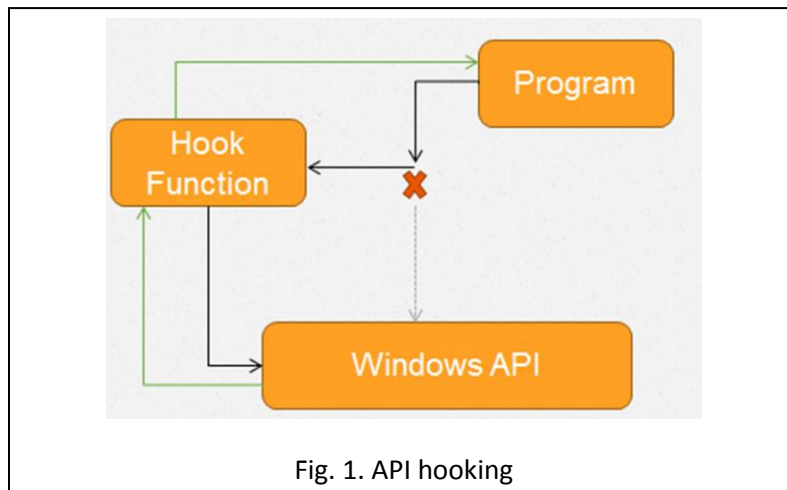 Program
Hook
Function
Windows API
Fig. 1. API hooking